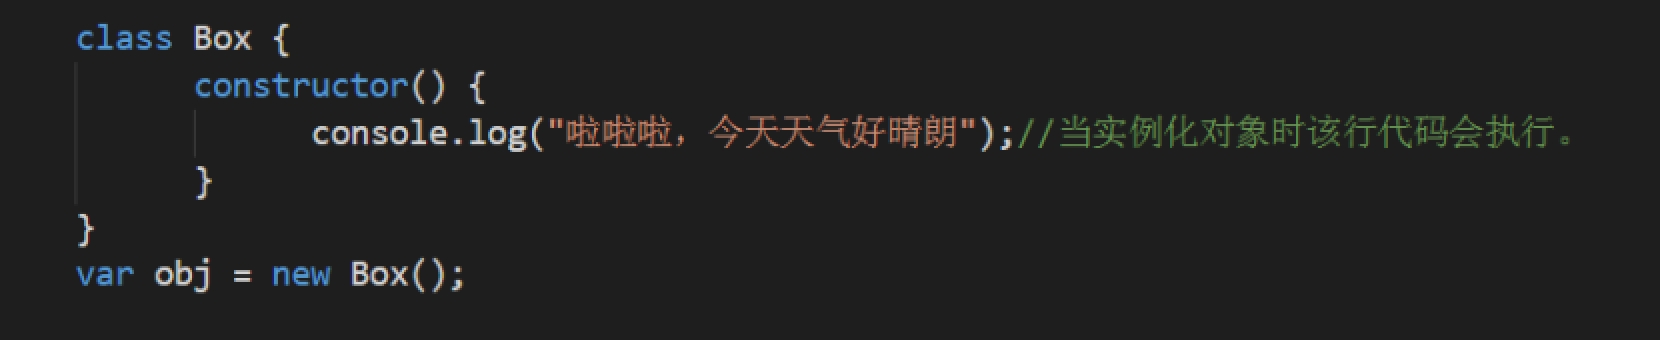 class Box {
constructor() {
console.log("啦啦啦，今天天气好晴朗");//当实例化对象时该行代码会执行。
}
}
var obj = new Box();